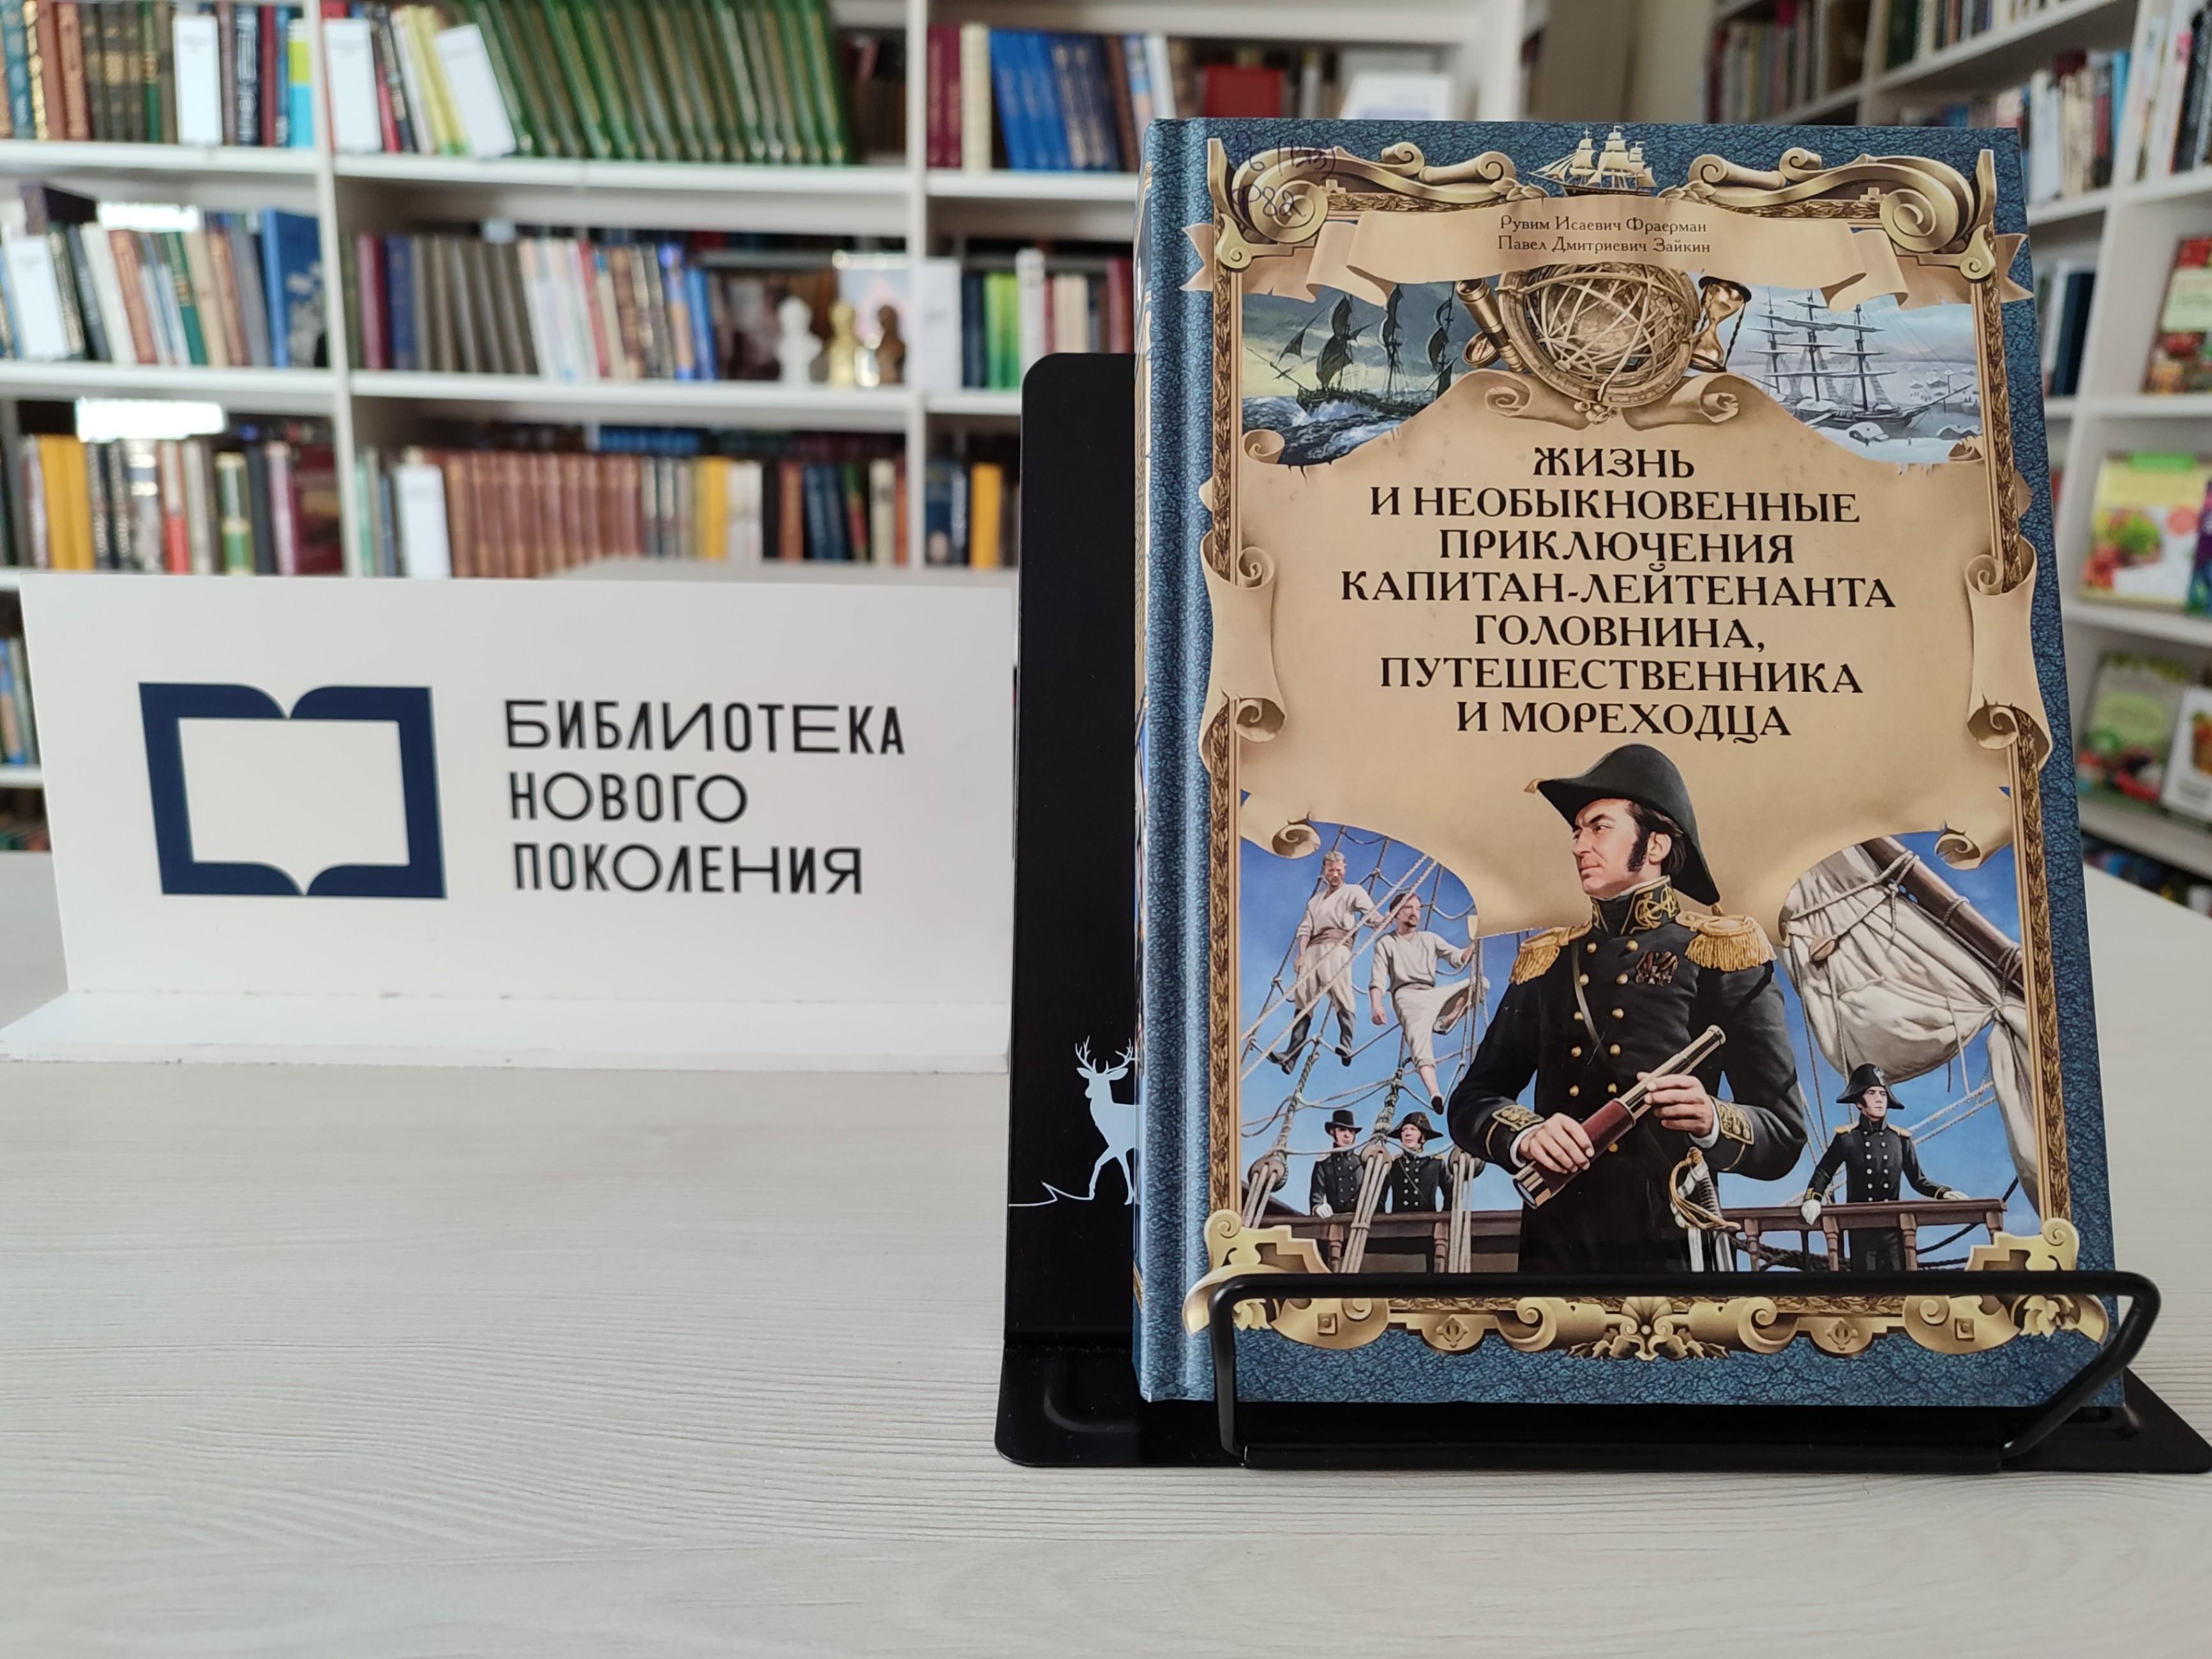 БИБЛИОТЕКА
НОВОГО
ПОКОЛЕНИЯ
Рувим Исаевич Фраерман
Павел Дмитриевич Зайкин
ЖИЗНЬ
И НЕОБЫКНОВЕННЫЕ
ПРИКЛЮЧЕНИЯ
КАПИТАН-ЛЕЙТЕНАНТА
ГОЛОВНИНА,
ПУТЕШЕСТВЕННИКА
И МОРЕХОДЦА